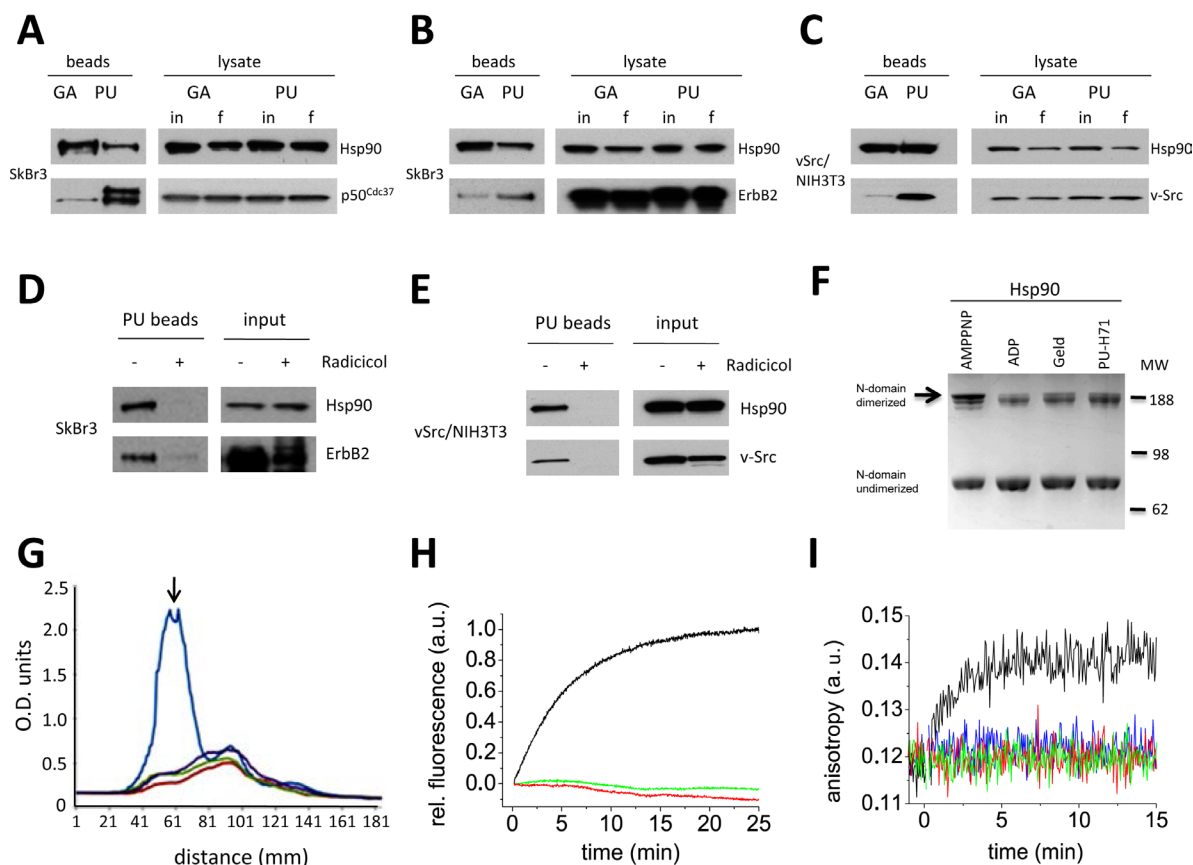 A
beads lysate
GA PU GA PU
in f in f
Hsp90
SkBr3
p50Cdc37
B
beads lysate
GA PU GA PU
in f in f
Hsp90
SkBr3
ErbB2
C
beads lysate
GA PU GA PU
in f in f
Hsp90
vSrc/
NIH3T3
v-Src
D
PU beads input
- + - + Radicicol
Hsp90
SkBr3
ErbB2
E
PU beads input
- + - + Radicicol
Hsp90
vSrc/NIH3T3
v-Src
F
Hsp90
AMPPNP ADP Geld PU-H71 MW
N-domain
dimerized
188
98
N-domain
undimerized
62
G
2.5
2.0
1.5
1.0
0.5
0
O.D. units
1 21 41 61 81 101 121 141 161 181
distance (mm)
H
1.0
0.8
0.6
0.4
0.2
0.0
rel. fluorescence (a.u.)
0 5 10 15 20 25
time (min)
I
0.15
0.14
0.13
0.12
0.11
anisotropy (a. u.)
0 5 10 15
time (min)